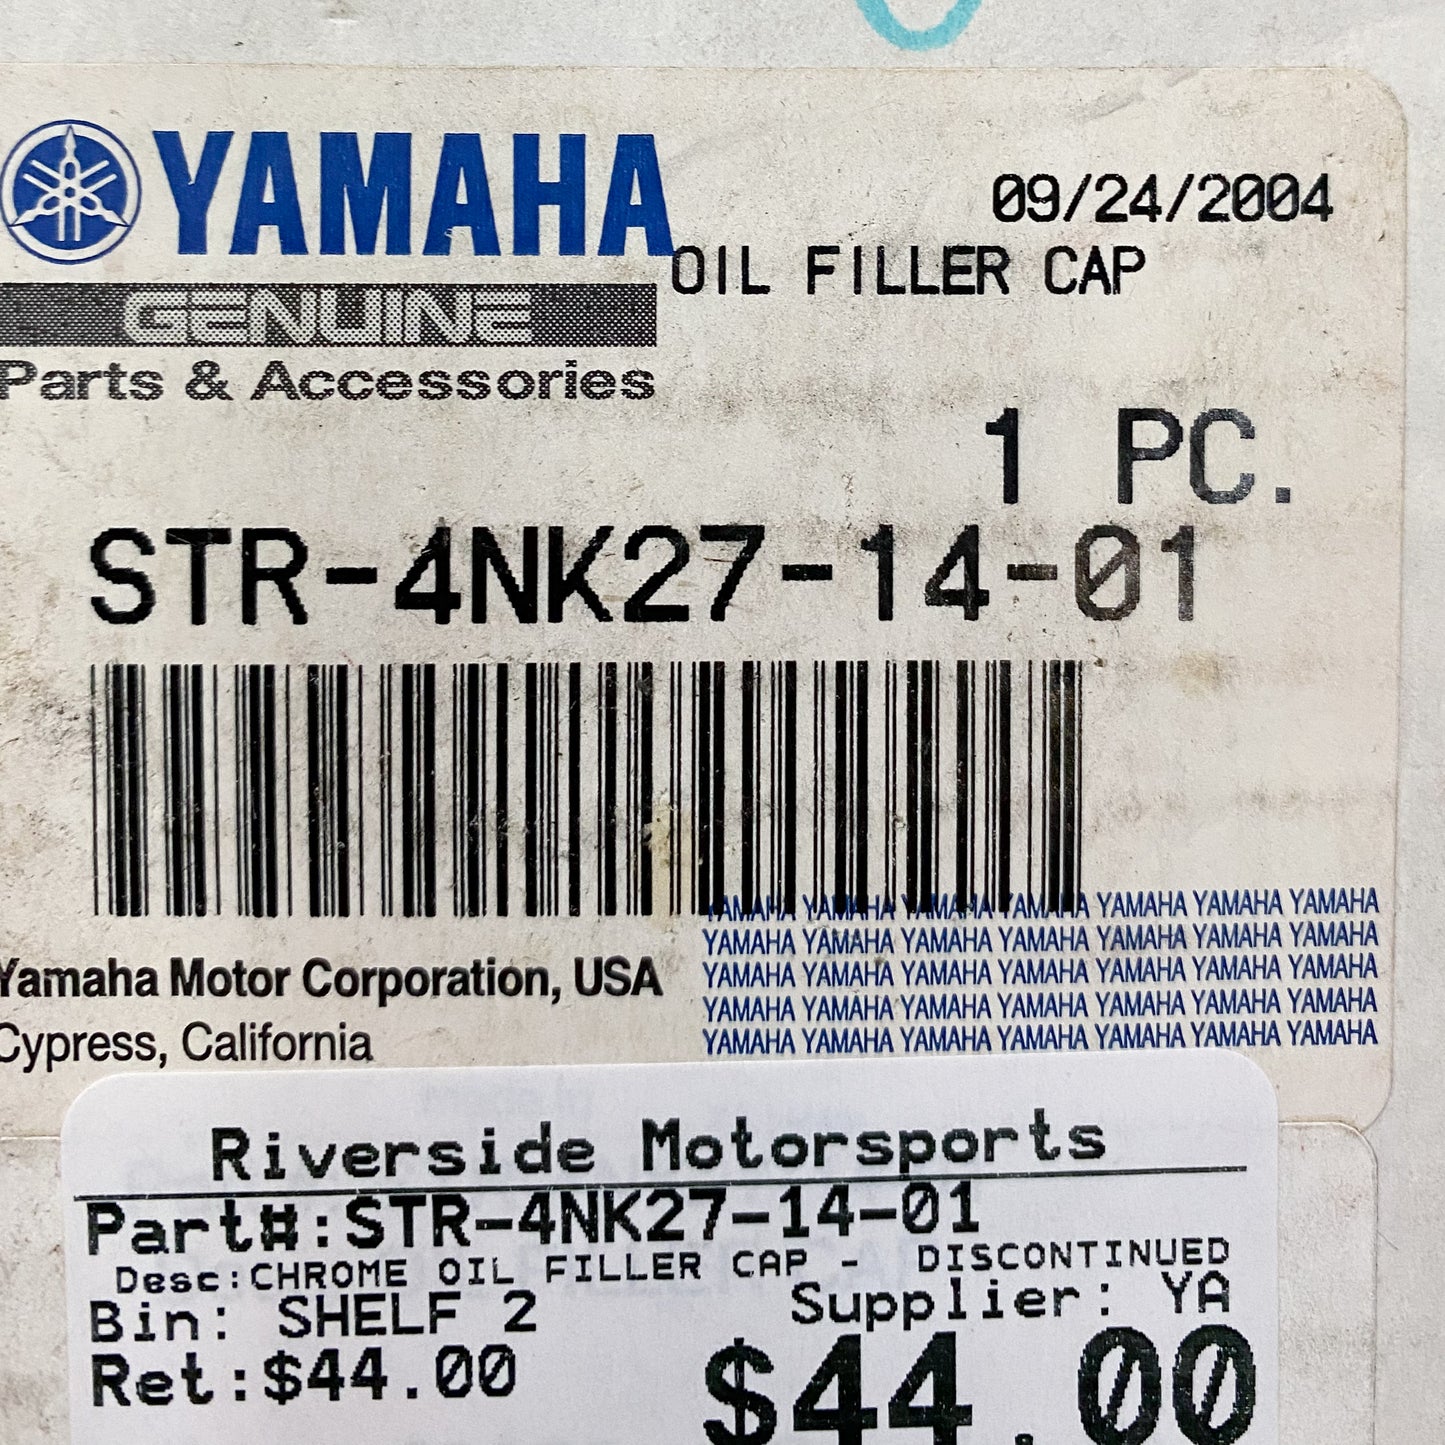 YAMAHA
09/24/2004
OIL FILLER CAP
GENUINE
Parts & Accessories
1 PC.
STR-4NK27-14-01
YAMAHA YAMAHA YAMAHA YAMAHA YAMAHA YAMAHA YAMAHA
YAMAHA YAMAHA YAMAHA YAMAHA YAMAHA YAMAHA YAMAHA
YAMAHA YAMAHA YAMAHA YAMAHA YAMAHA YAMAHA YAMAHA
YAMAHA YAMAHA YAMAHA YAMAHA YAMAHA YAMAHA YAMAHA
YAMAHA YAMAHA YAMAHA YAMAHA YAMAHA YAMAHA YAMAHA
Yamaha Motor Corporation, USA
Cypress, California
Riverside Motorsports
Part#:STR-4NK27-14-01
Desc:CHROME OIL FILLER CAP - DISCONTINUED
Bin: SHELF 2
Supplier: YA
Ret:$44.00
$44.00